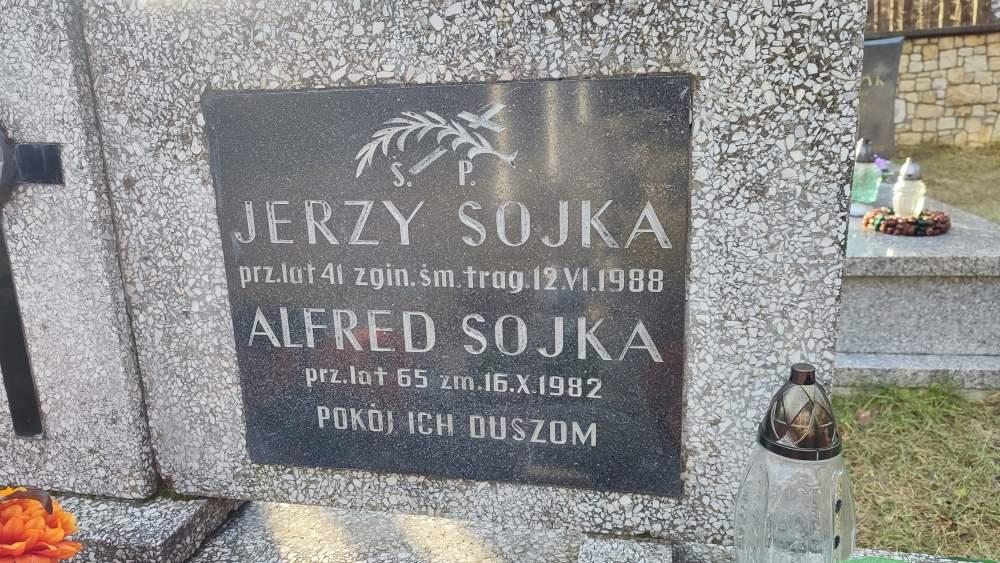 Ś. P.
JERZY SOJKA
prz.lat 41 zgin.śm.trag.12.VI.1988
ALFRED SOJKA
prz.lat 65 zm.16.X.1982
POKÓJ ICH DUSZOM